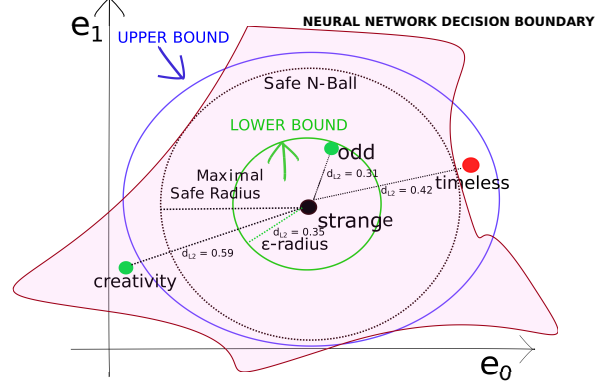 e1
NEURAL NETWORK DECISION BOUNDARY
UPPER BOUND
Safe N-Ball
LOWER BOUND
odd
dL2 = 0.31
Maximal
Safe Radius
timeless
dL2 = 0.42
strange
dL2 = 0.35
ε-radius
dL2 = 0.59
creativity
e0